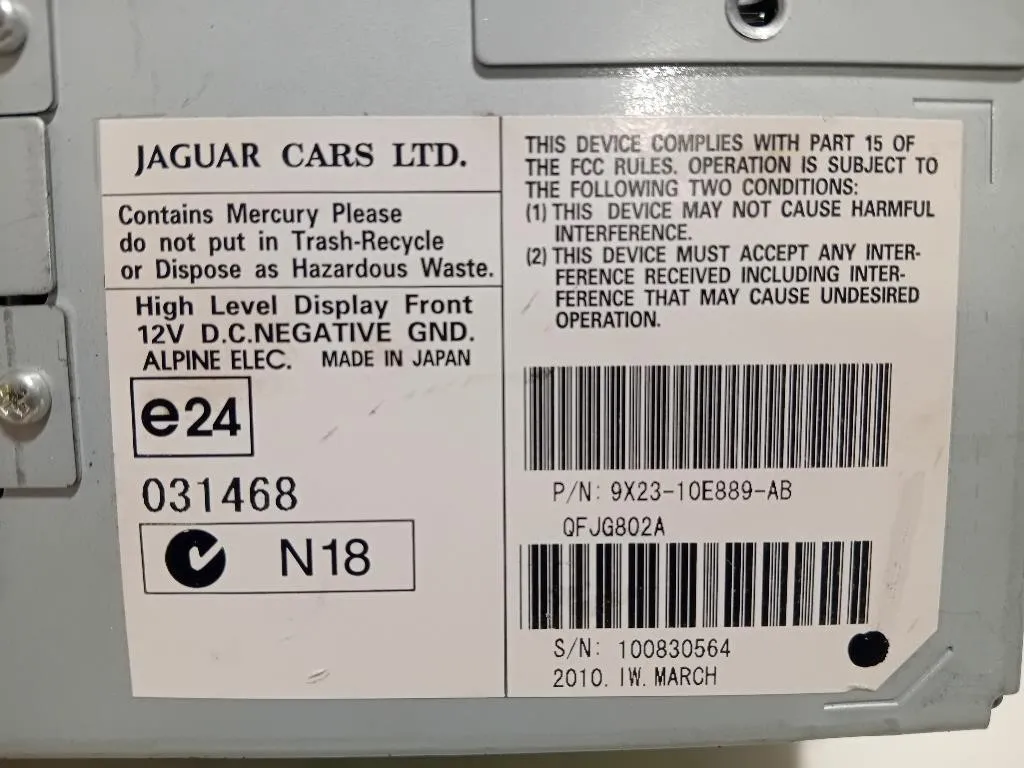 JAGUAR CARS LTD.
Contains Mercury Please
do not put in Trash-Recycle
or Dispose as Hazardous Waste.
High Level Display Front
12V D.C.NEGATIVE GND.
ALPINE ELEC. MADE IN JAPAN
e24
031468
N18
THIS DEVICE COMPLIES WITH PART 15 OF
THE FCC RULES. OPERATION IS SUBJECT TO
THE FOLLOWING TWO CONDITIONS:
(1) THIS DEVICE MAY NOT CAUSE HARMFUL
INTERFERENCE.
(2) THIS DEVICE MUST ACCEPT ANY INTER-
FERENCE RECEIVED INCLUDING INTER-
FERENCE THAT MAY CAUSE UNDESIRED
OPERATION.
P/N: 9X23-10E889-AB
QFJG802A
S/N: 100830564
2010. IW. MARCH